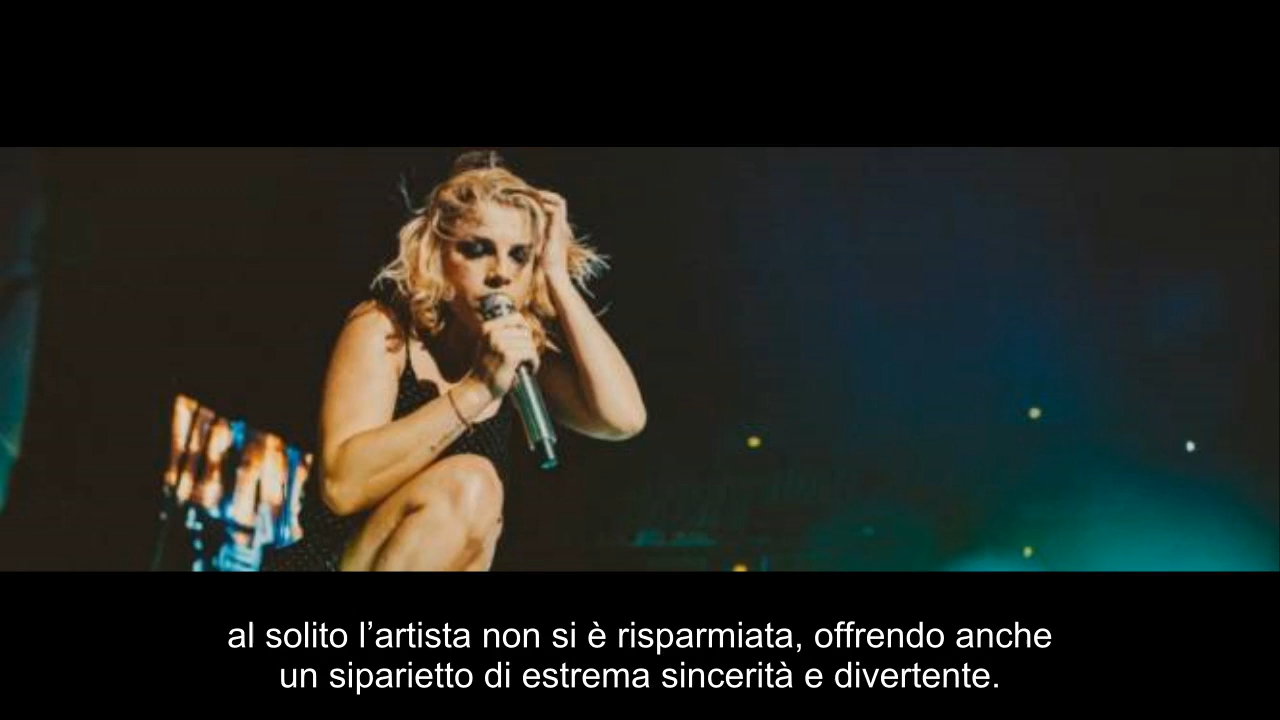 al solito l’artista non si è risparmiata, offrendo anche
un siparietto di estrema sincerità e divertente.